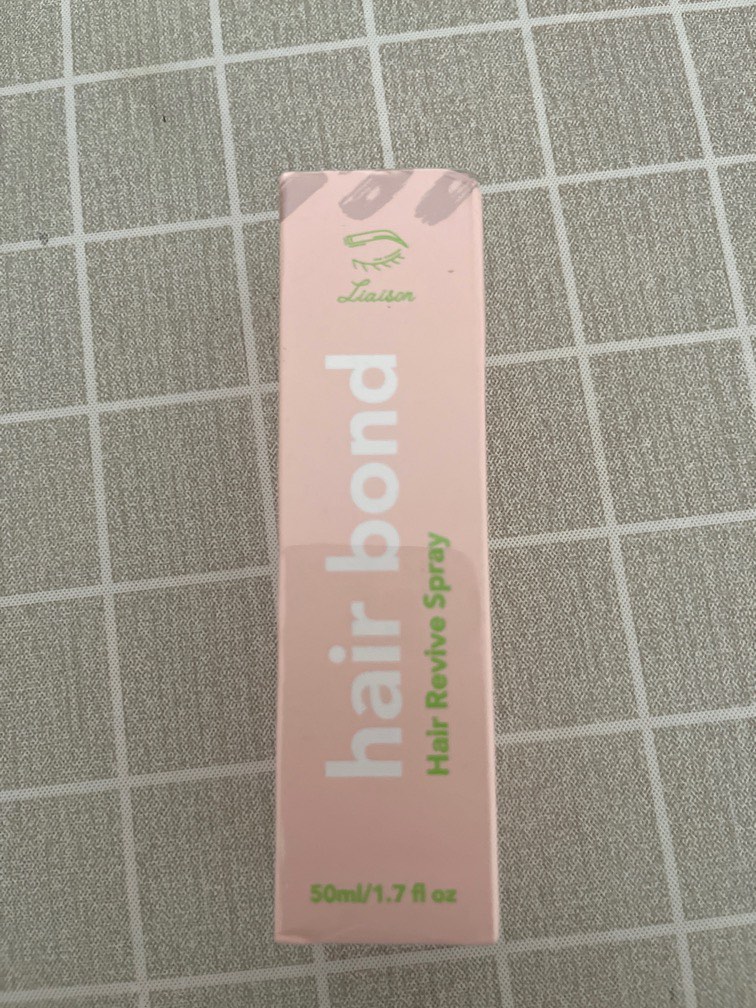 Liaison
hair bond
Hair Revive Spray
50ml/1.7 fl oz